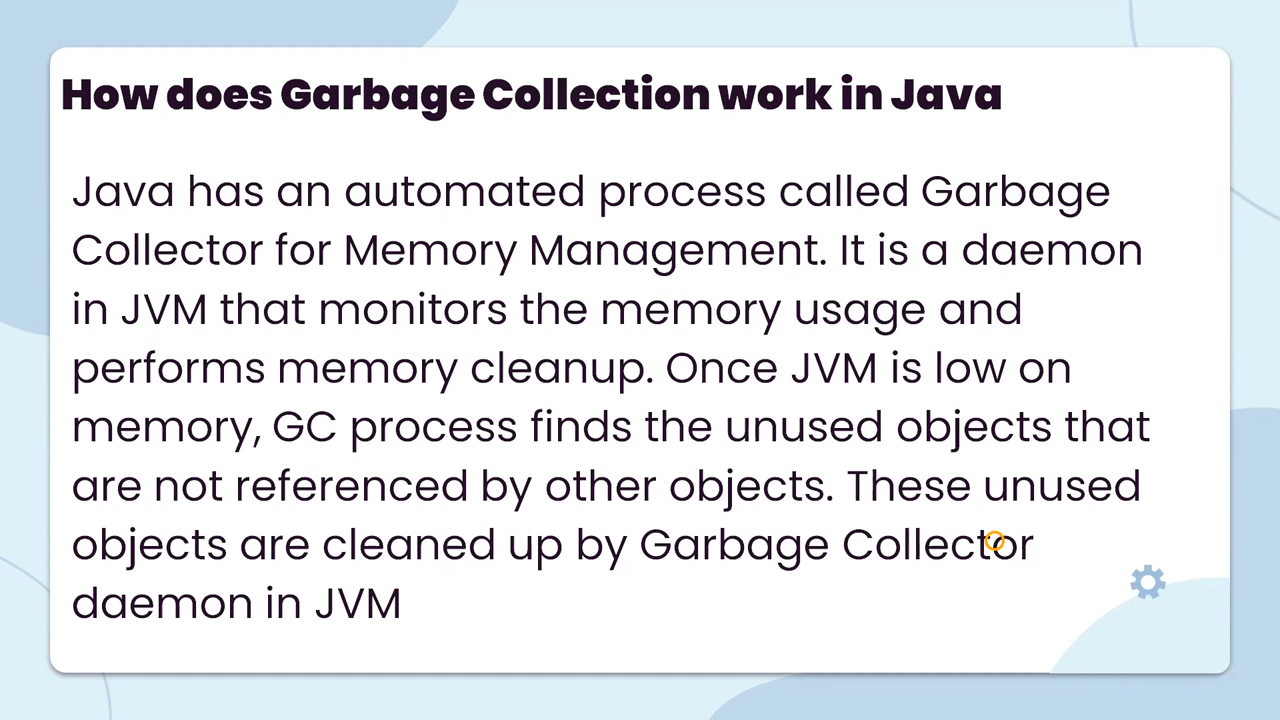 How does Garbage Collection work in Java
Java has an automated process called Garbage
Collector for Memory Management. It is a daemon
in JVM that monitors the memory usage and
performs memory cleanup. Once JVM is low on
memory, GC process finds the unused objects that
are not referenced by other objects. These unused
objects are cleaned up by Garbage Collector
daemon in JVM